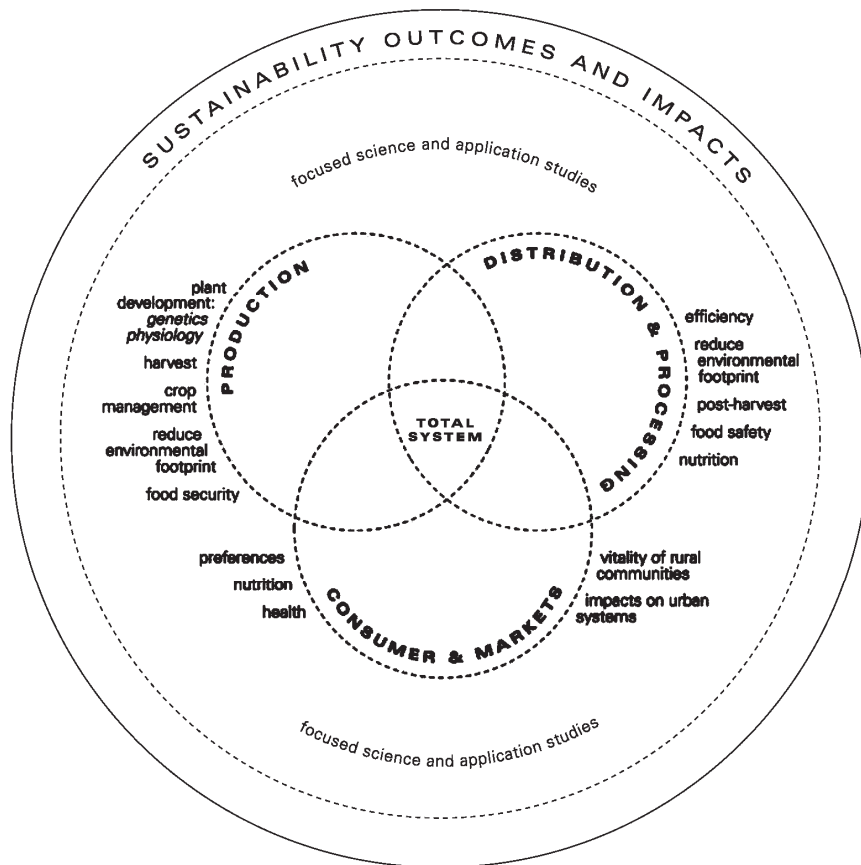 SUSTAINABILITY OUTCOMES AND IMPACTS
focused science and application studies
PRODUCTION
plant
development:
genetics
physiology
harvest
crop
management
reduce
environmental
footprint
food security
DISTRIBUTION & PROCESSING
efficiency
reduce
environmental
footprint
post-harvest
food safety
nutrition
TOTAL
SYSTEM
preferences
nutrition
health
CONSUMER & MARKETS
vitality of rural
communities
impacts on urban
systems
focused science and application studies